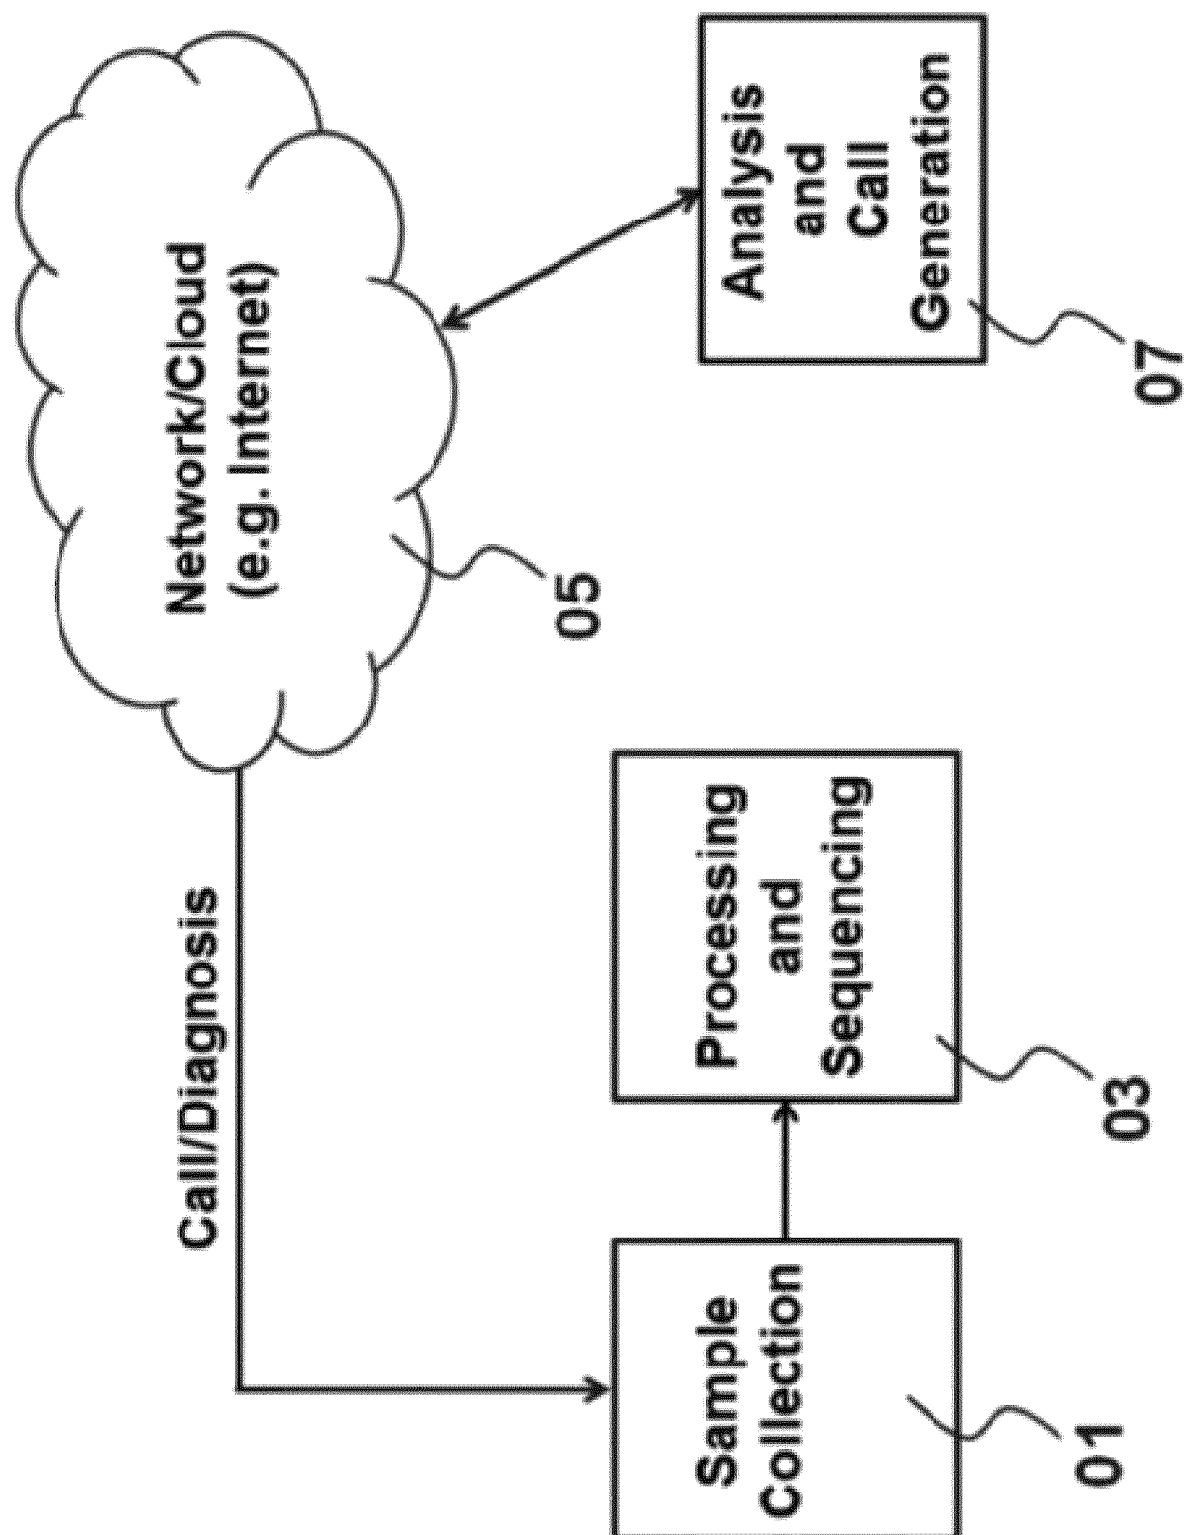 Network/Cloud
(e.g. Internet)
05
Call/Diagnosis
Sample
Collection
01
Processing
and
Sequencing
03
Analysis
and
Call
Generation
07